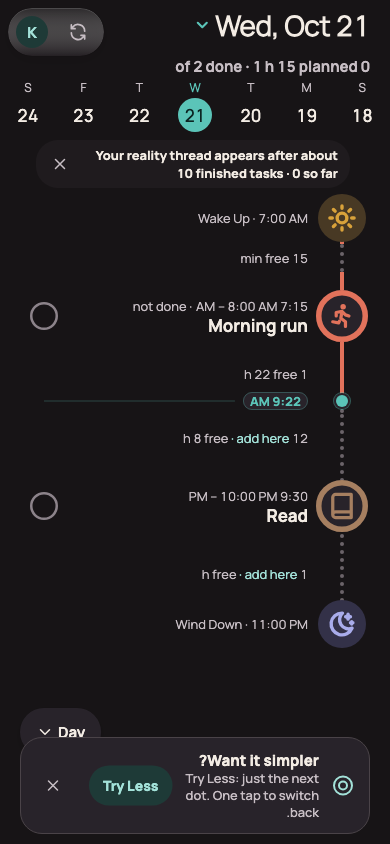 K
Wed, Oct 21
of 2 done · 1 h 15 planned 0
S F T W T M S
24 23 22 21 20 19 18
Your reality thread appears after about
10 finished tasks · 0 so far
Wake Up · 7:00 AM
min free 15
not done · AM – 8:00 AM 7:15
Morning run
h 22 free 1
AM 9:22
h 8 free · add here 12
PM – 10:00 PM 9:30
Read
h free · add here 1
Wind Down · 11:00 PM
Day
?Want it simpler
Try Less: just the next
dot. One tap to switch
.back
Try Less